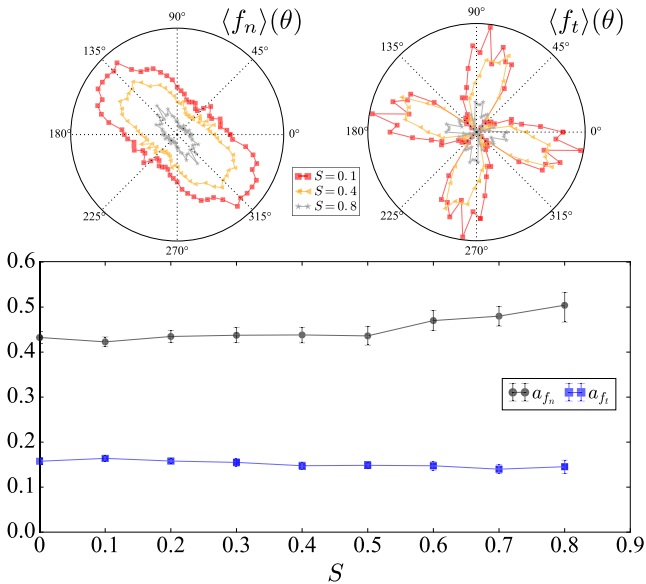 ⟨f_n⟩(θ)
90°
135°
45°
180°
0°
225°
315°
270°
⟨f_t⟩(θ)
90°
135°
45°
180°
0°
225°
315°
270°
S = 0.1
S = 0.4
S = 0.8
0.6
0.5
0.4
0.3
0.2
0.1
0.0
a_{f_n} a_{f_t}
0 0.1 0.2 0.3 0.4 0.5 0.6 0.7 0.8 0.9
S